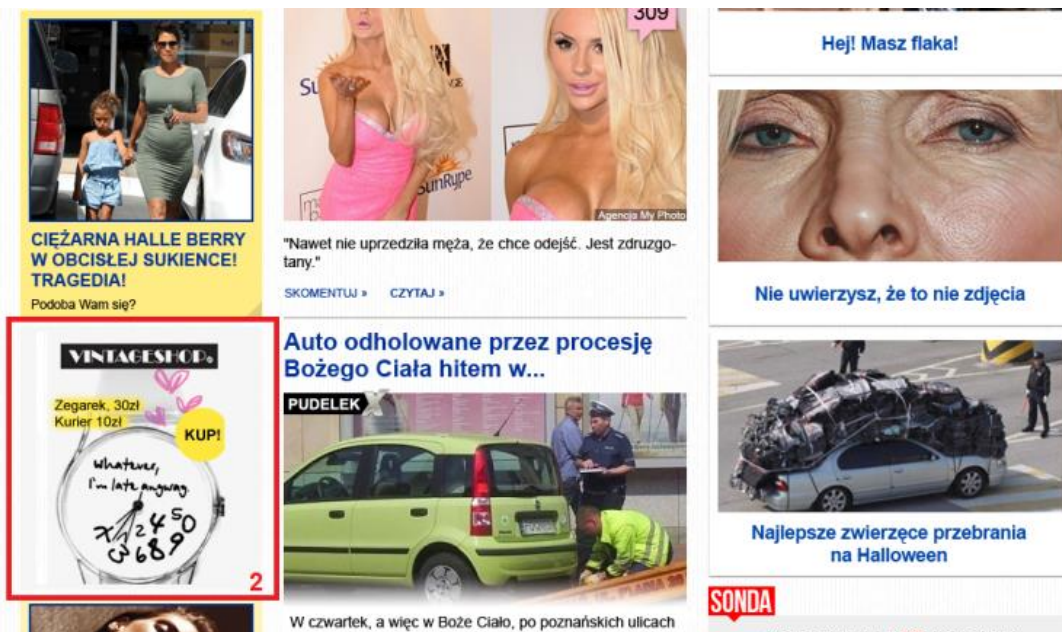 CIĘŻARNA HALLE BERRY
W OBCISŁEJ SUKIENCE!
TRAGEDIA!
Podoba Wam się?
VINTAGESHOP®
Zegarek, 30zł
Kurier 10zł
KUP!
whatever,
I'm late anyway.
2
309
SunRype
Agencja My Photo
"Nawet nie uprzedziła męża, że chce odejść. Jest zdruzgo-
tany."
SKOMENTUJ »
CZYTAJ »
Auto odholowane przez procesję
Bożego Ciała hitem w...
PUDELEK
W czwartek, a więc w Boże Ciało, po poznańskich ulicach
Hej! Masz flaka!
Nie uwierzysz, że to nie zdjęcia
Najlepsze zwierzęce przebrania
na Halloween
SONDA